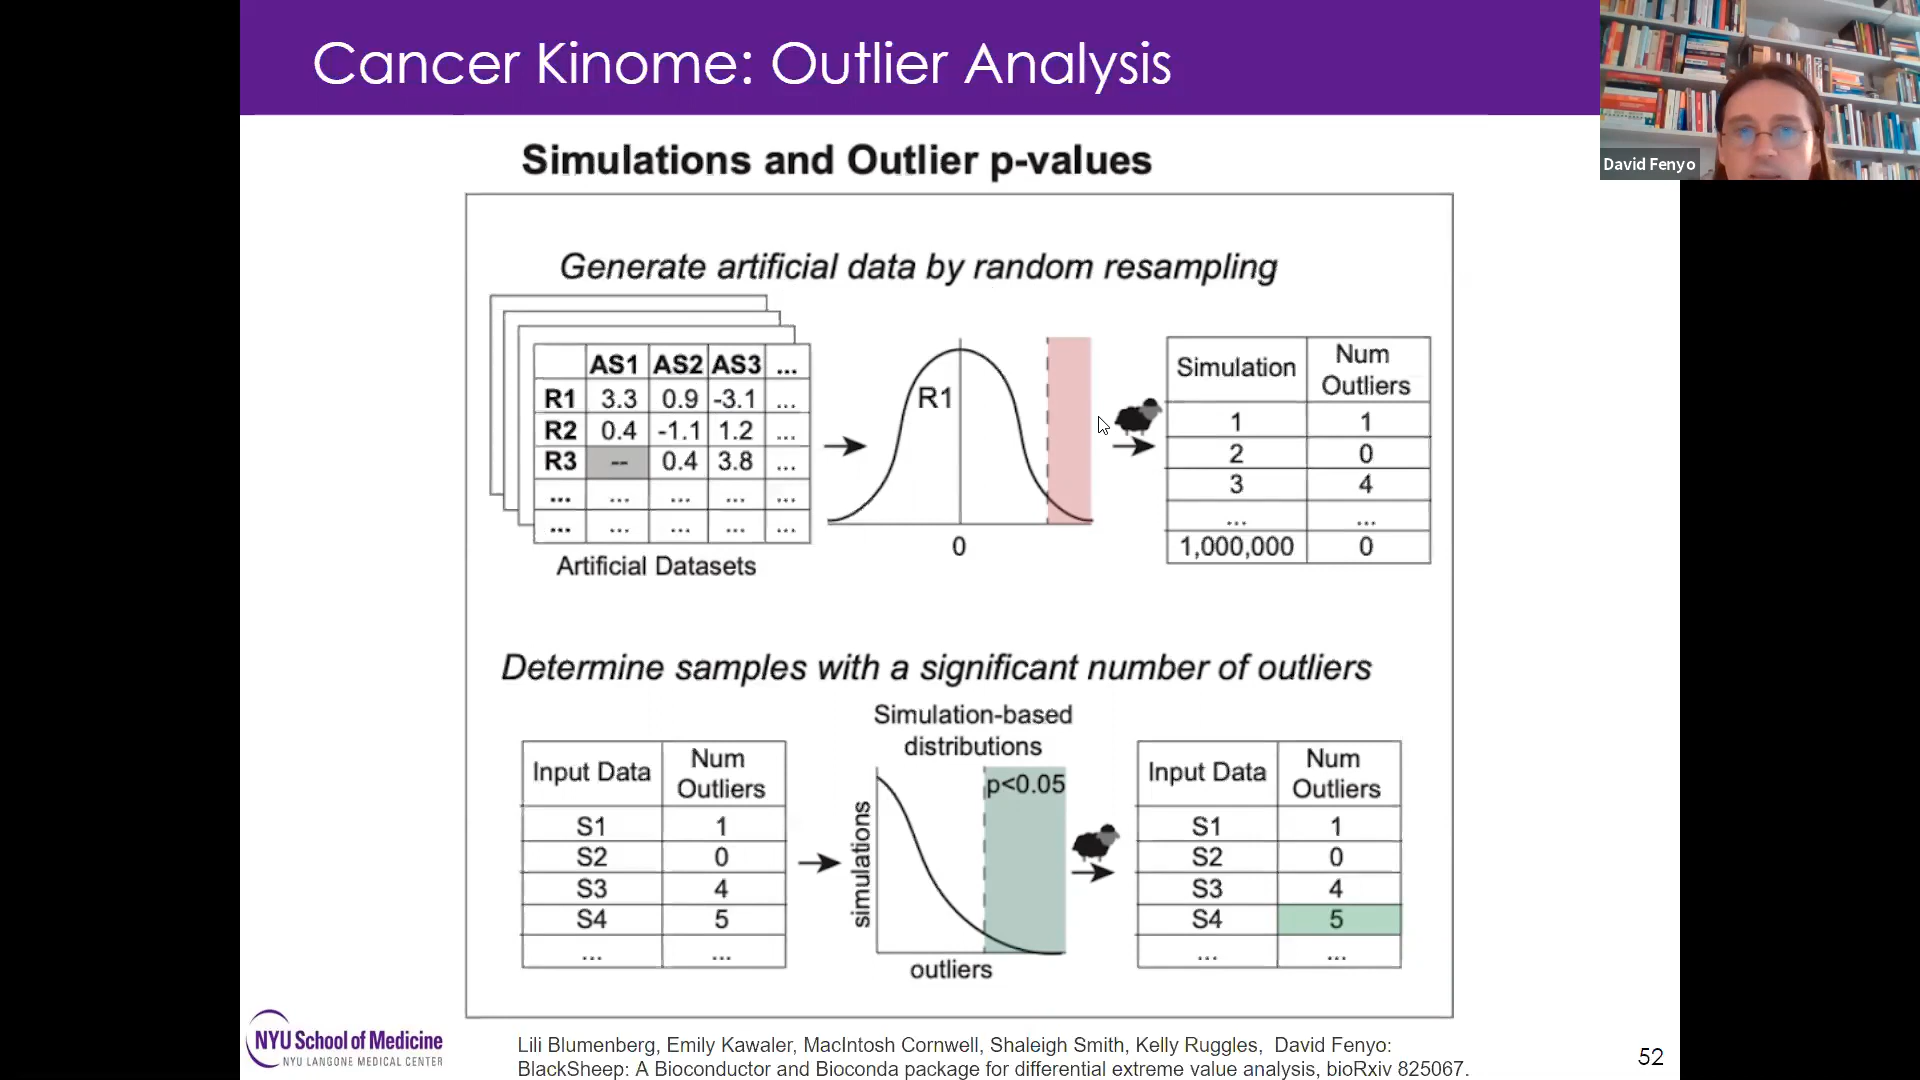 Cancer Kinome: Outlier Analysis
David Fenyo
Simulations and Outlier p-values
Generate artificial data by random resampling
AS1 AS2 AS3 ...
R1 3.3 0.9 -3.1 ...
R2 0.4 -1.1 1.2 ...
R3 -- 0.4 3.8 ...
... ... ... ... ...
... ... ... ... ...
Artificial Datasets
R1
0
Simulation Num Outliers
1 1
2 0
3 4
... ...
1,000,000 0
Determine samples with a significant number of outliers
Input Data Num Outliers
S1 1
S2 0
S3 4
S4 5
... ...
Simulation-based
distributions
p<0.05
simulations
outliers
Input Data Num Outliers
S1 1
S2 0
S3 4
S4 5
... ...
NYU School of Medicine
NYU LANGONE MEDICAL CENTER
Lili Blumenberg, Emily Kawaler, MacIntosh Cornwell, Shaleigh Smith, Kelly Ruggles, David Fenyo:
BlackSheep: A Bioconductor and Bioconda package for differential extreme value analysis, bioRxiv 825067.
52